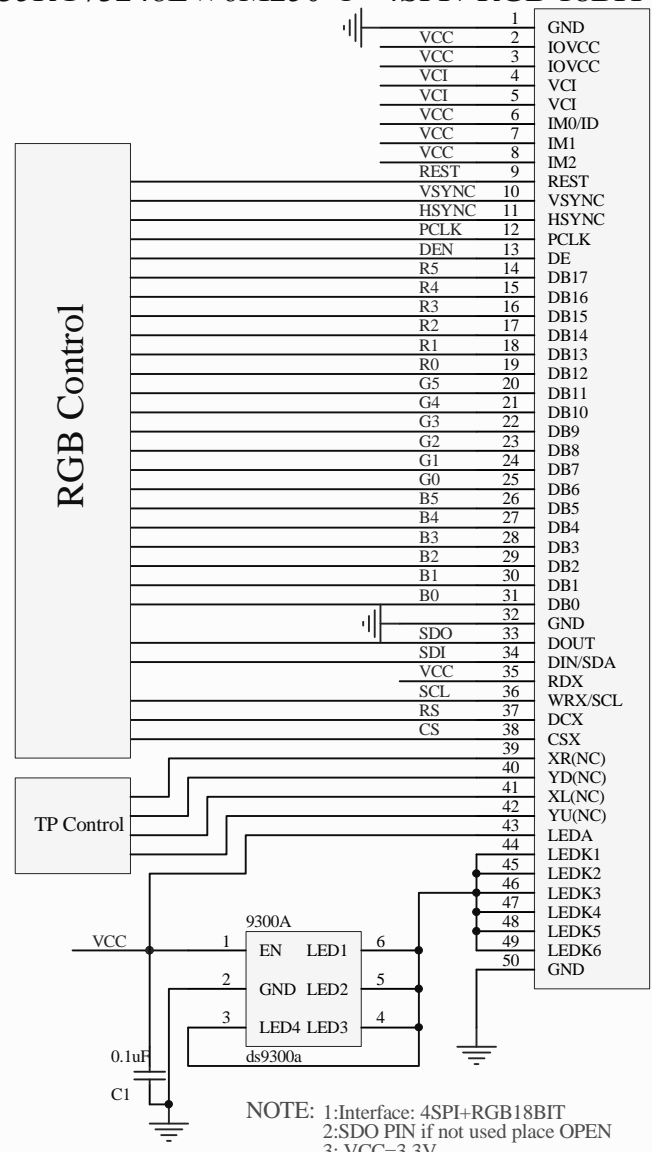 1 GND
VCC 2 IOVCC
VCC 3 IOVCC
VCI 4 VCI
VCI 5 VCI
VCC 6 IM0/ID
VCC 7 IM1
VCC 8 IM2
REST 9 REST
VSYNC 10 VSYNC
HSYNC 11 HSYNC
PCLK 12 PCLK
DEN 13 DE
R5 14 DB17
R4 15 DB16
R3 16 DB15
R2 17 DB14
R1 18 DB13
R0 19 DB12
G5 20 DB11
G4 21 DB10
G3 22 DB9
G2 23 DB8
G1 24 DB7
G0 25 DB6
B5 26 DB5
B4 27 DB4
B3 28 DB3
B2 29 DB2
B1 30 DB1
B0 31 DB0
32 GND
SDO 33 DOUT
SDI 34 DIN/SDA
VCC 35 RDX
SCL 36 WRX/SCL
RS 37 DCX
CS 38 CSX
39 XR(NC)
40 YD(NC)
41 XL(NC)
42 YU(NC)
43 LEDA
44 LEDK1
45 LEDK2
46 LEDK3
47 LEDK4
48 LEDK5
49 LEDK6
50 GND
RGB Control
TP Control
9300A
VCC 1 EN LED1 6
2 GND LED2 5
3 LED4 LED3 4
ds9300a
0.1uF
C1
NOTE: 1:Interface: 4SPI+RGB18BIT
2:SDO PIN if not used place OPEN
3: VCC=3.3V